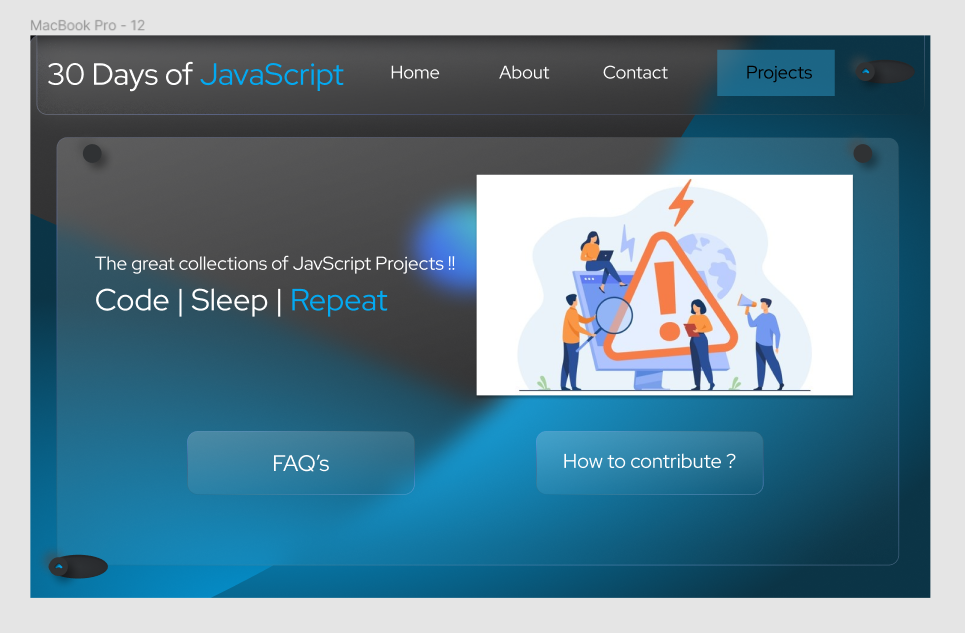 MacBook Pro - 12
30 Days of JavaScript
Home
About
Contact
Projects
The great collections of JavScript Projects !!
Code | Sleep | Repeat
FAQ's
How to contribute ?